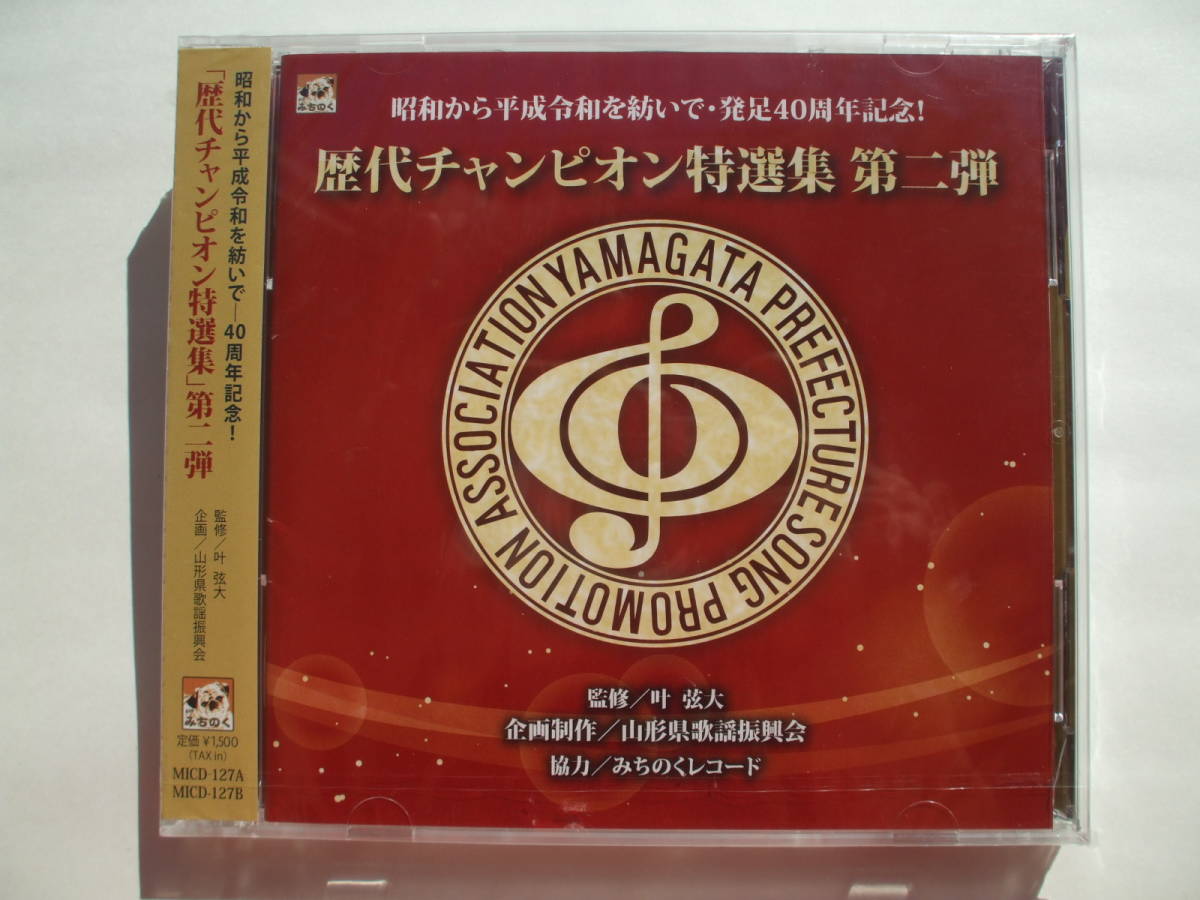 昭和から平成令和を紡いで―40周年記念!
「歴代チャンピオン特選集」第二弾
監修/叶 弦大
企画/山形県歌謡振興会
みちのく
定価 ¥1,500
(TAX in)
MICD-127A
MICD-127B
みちのく
昭和から平成令和を紡いで・発足40周年記念!
歴代チャンピオン特選集 第二弾
YAMAGATA PREFECTURE SONG PROMOTION ASSOCIATION
監修/叶 弦大
企画制作/山形県歌謡振興会
協力/みちのくレコード